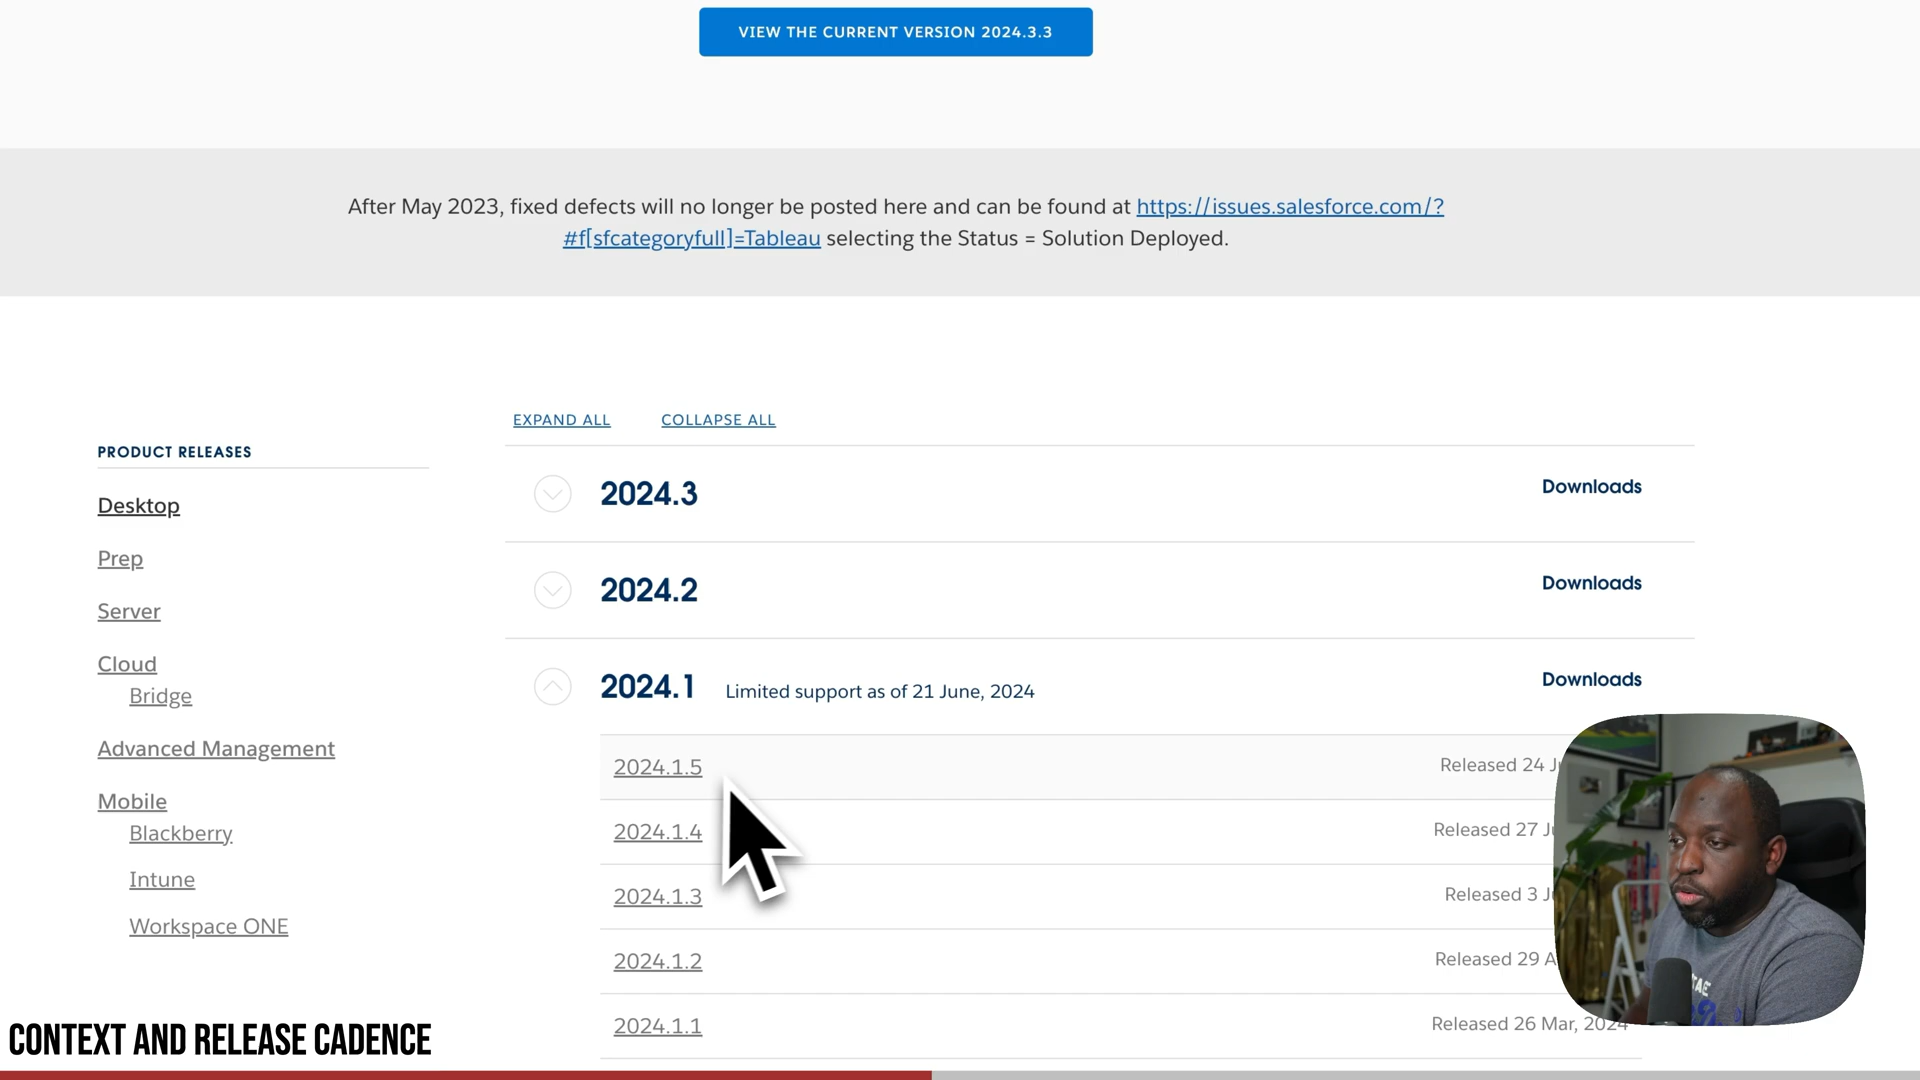 VIEW THE CURRENT VERSION 2024.3.3
After May 2023, fixed defects will no longer be posted here and can be found at https://issues.salesforce.com/?
#f[sfcategoryfull]=Tableau selecting the Status = Solution Deployed.
EXPAND ALL COLLAPSE ALL
PRODUCT RELEASES
Desktop
Prep
Server
Cloud
Bridge
Advanced Management
Mobile
Blackberry
Intune
Workspace ONE
2024.3 Downloads
2024.2 Downloads
2024.1 Limited support as of 21 June, 2024 Downloads
2024.1.5 Released 24
2024.1.4 Released 27
2024.1.3 Released 3
2024.1.2 Released 29
2024.1.1 Released 26 Mar, 2024
CONTEXT AND RELEASE CADENCE